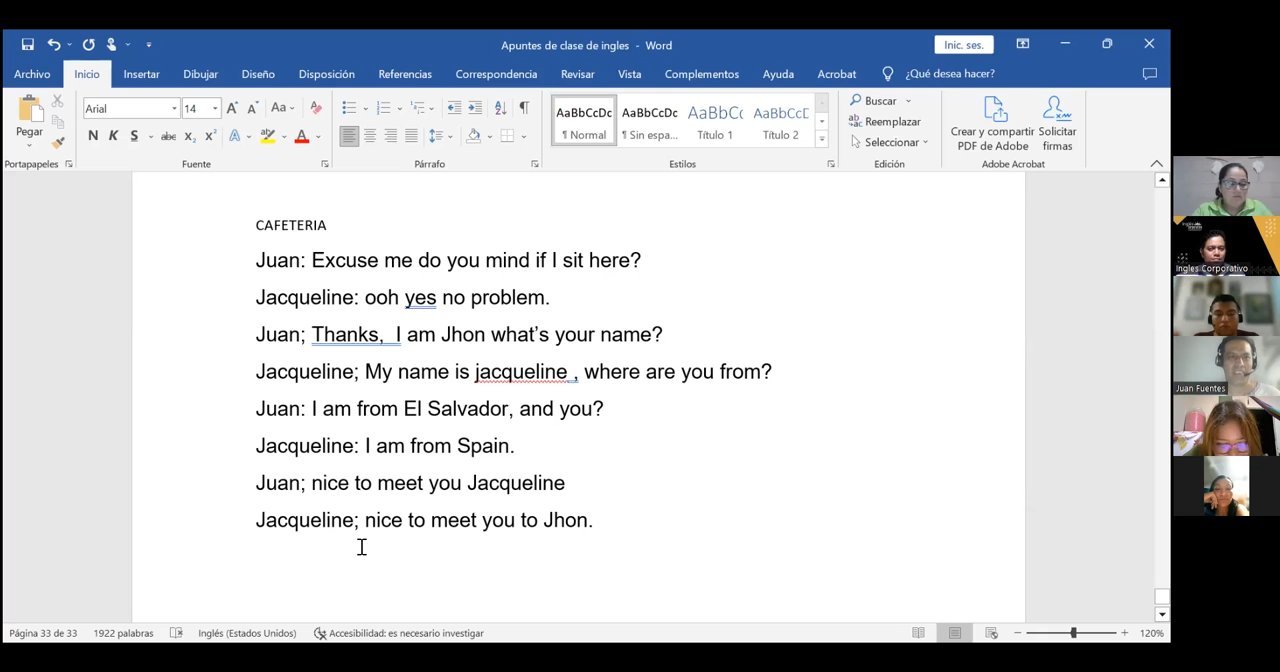 Apuntes de clase de ingles - Word
Inic. ses.
Archivo Inicio Insertar Dibujar Diseño Disposición Referencias Correspondencia Revisar Vista Complementos Ayuda Acrobat ¿Qué desea hacer?
Pegar
Arial 14 A A Aa
N K S abc x₂ x² A A
AaBbCcDc AaBbCcDc AaBbCc AaBbCcE
¶ Normal ¶ Sin espa... Título 1 Título 2
Buscar
Reemplazar
Seleccionar
Crear y compartir PDF de Adobe
Solicitar firmas
Portapapeles Fuente Párrafo Estilos Edición Adobe Acrobat
CAFETERIA
Juan: Excuse me do you mind if I sit here?
Jacqueline: ooh yes no problem.
Juan; Thanks,  I am Jhon what’s your name?
Jacqueline; My name is jacqueline , where are you from?
Juan: I am from El Salvador, and you?
Jacqueline: I am from Spain.
Juan; nice to meet you Jacqueline
Jacqueline; nice to meet you to Jhon.
Ingles Corporativo
Juan Fuentes
Página 33 de 33 1922 palabras Inglés (Estados Unidos) Accesibilidad: es necesario investigar 120%